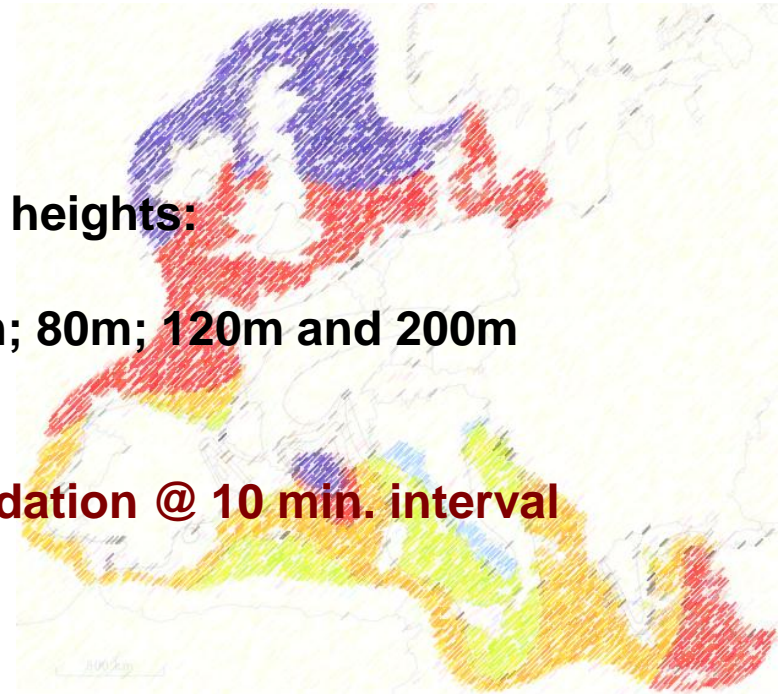 heights:
; 80m; 120m and 200m
dation @ 10 min. interval